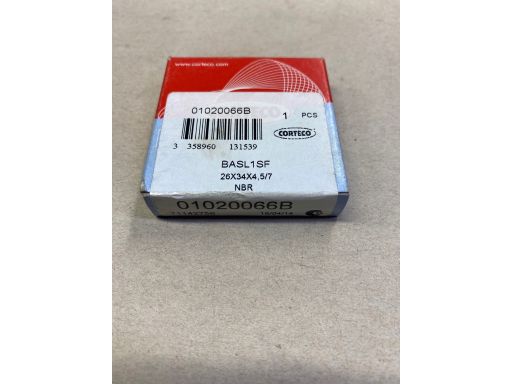 www.corteco.com
01020066B
1 PCS
CORTECO
3 358960 131539
BASL1SF
26X34X4,5/7
NBR
01020066B